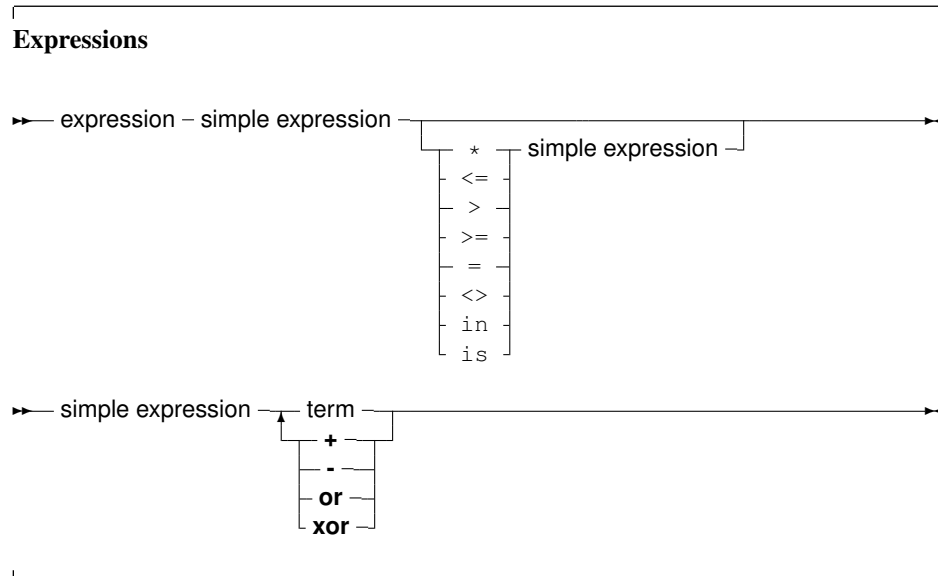 Expressions
expression simple expression
* simple expression
<=
>
>=
=
<>
in
is
simple expression term
+
-
or
xor